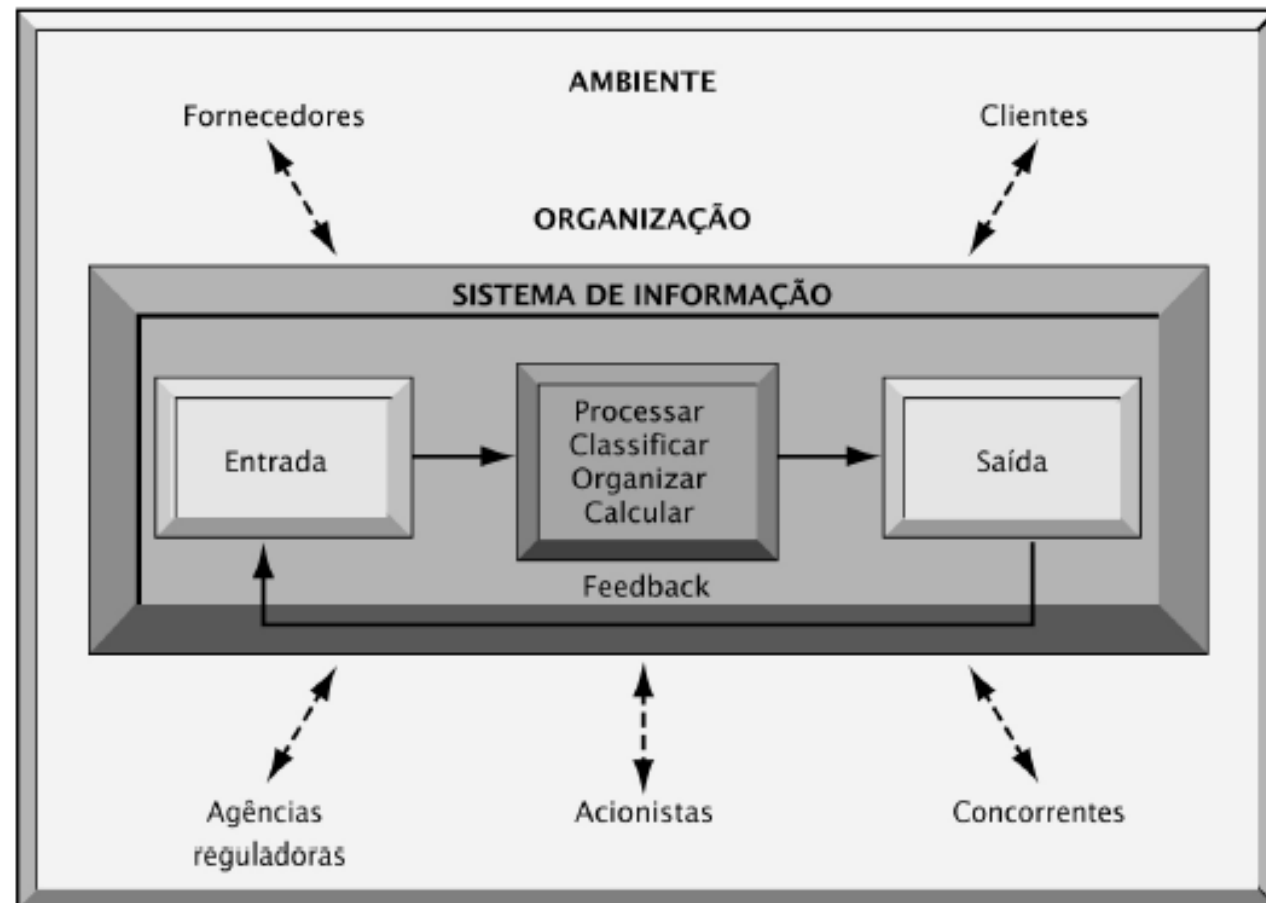 AMBIENTE
Fornecedores
Clientes
ORGANIZAÇÃO
SISTEMA DE INFORMAÇÃO
Entrada
Processar
Classificar
Organizar
Calcular
Saída
Feedback
Agências
reguladoras
Acionistas
Concorrentes